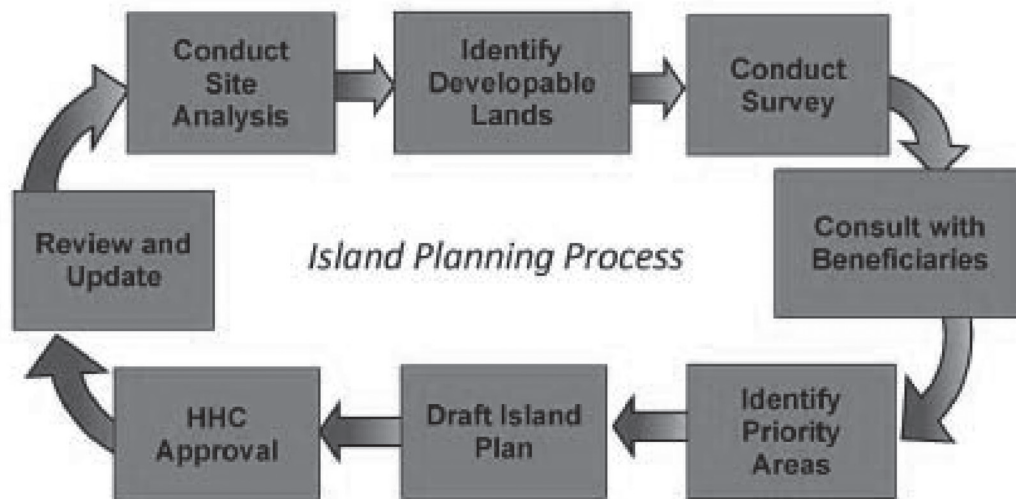 Conduct
Site
Analysis
Identify
Developable
Lands
Conduct
Survey
Consult with
Beneficiaries
Identify
Priority
Areas
Draft Island
Plan
HHC
Approval
Review and
Update
Island Planning Process